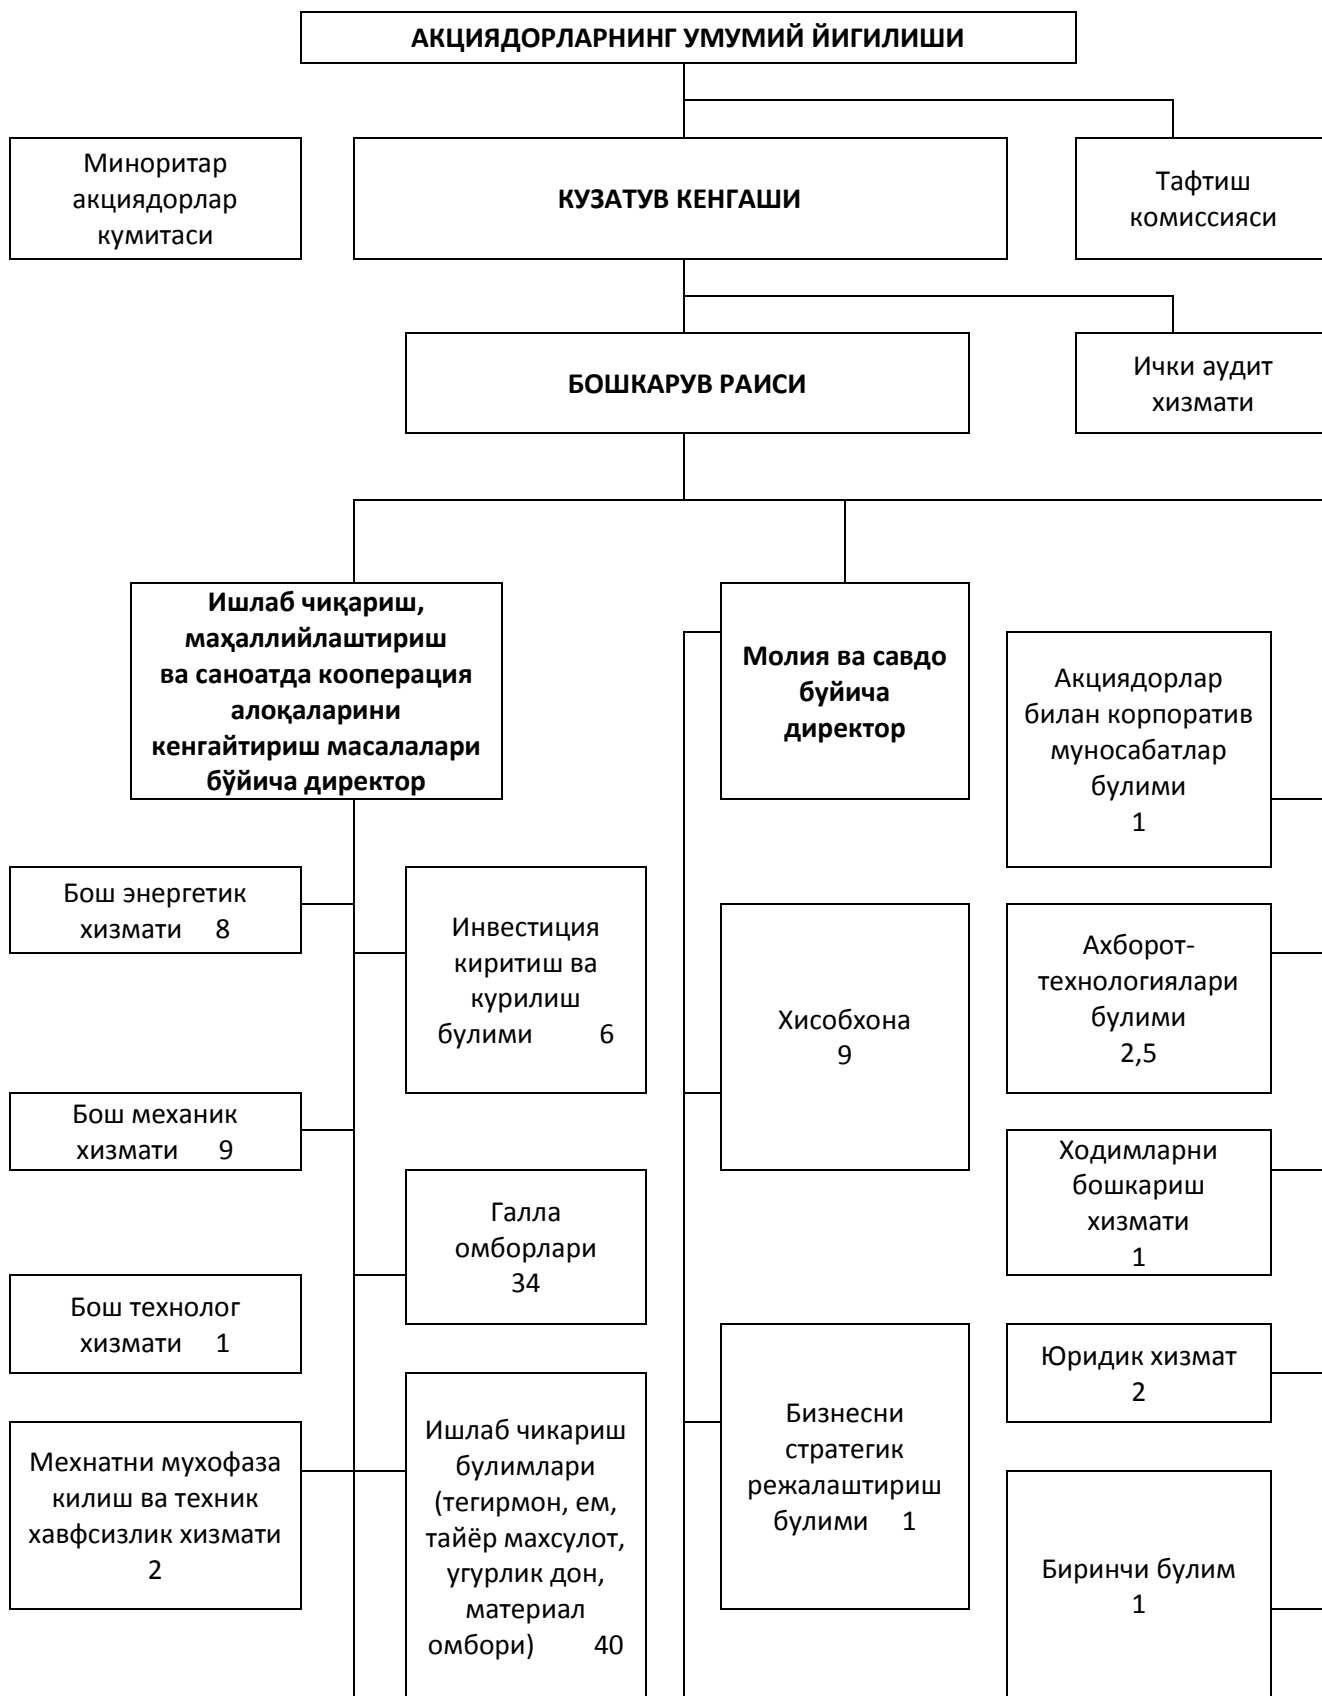 АКЦИЯДОРЛАРНИНГ УМУМИЙ ЙИГИЛИШИ
Миноритар
акциядорлар
кумитаси
КУЗАТУВ КЕНГАШИ
Тафтиш
комиссияси
БОШКАРУВ РАИСИ
Ички аудит
хизмати
Ишлаб чиқариш,
маҳаллийлаштириш
ва саноатда кооперация
алоқаларини
кенгайтириш масалалари
бўйича директор
Молия ва савдо
буйича
директор
Акциядорлар
билан корпоратив
муносабатлар
булими
1
Бош энергетик
хизмати 8
Инвестиция
киритиш ва
курилиш
булими 6
Хисобхона
9
Ахборот-
технологиялари
булими
2,5
Бош механик
хизмати 9
Ходимларни
бошкариш
хизмати
1
Галла
омборлари
34
Бош технолог
хизмати 1
Юридик хизмат
2
Мехнатни мухофаза
килиш ва техник
хавфсизлик хизмати
2
Ишлаб чикариш
булимлари
(тегирмон, ем,
тайёр махсулот,
угурлик дон,
материал
омбори) 40
Бизнесни
стратегик
режалаштириш
булими 1
Биринчи булим
1